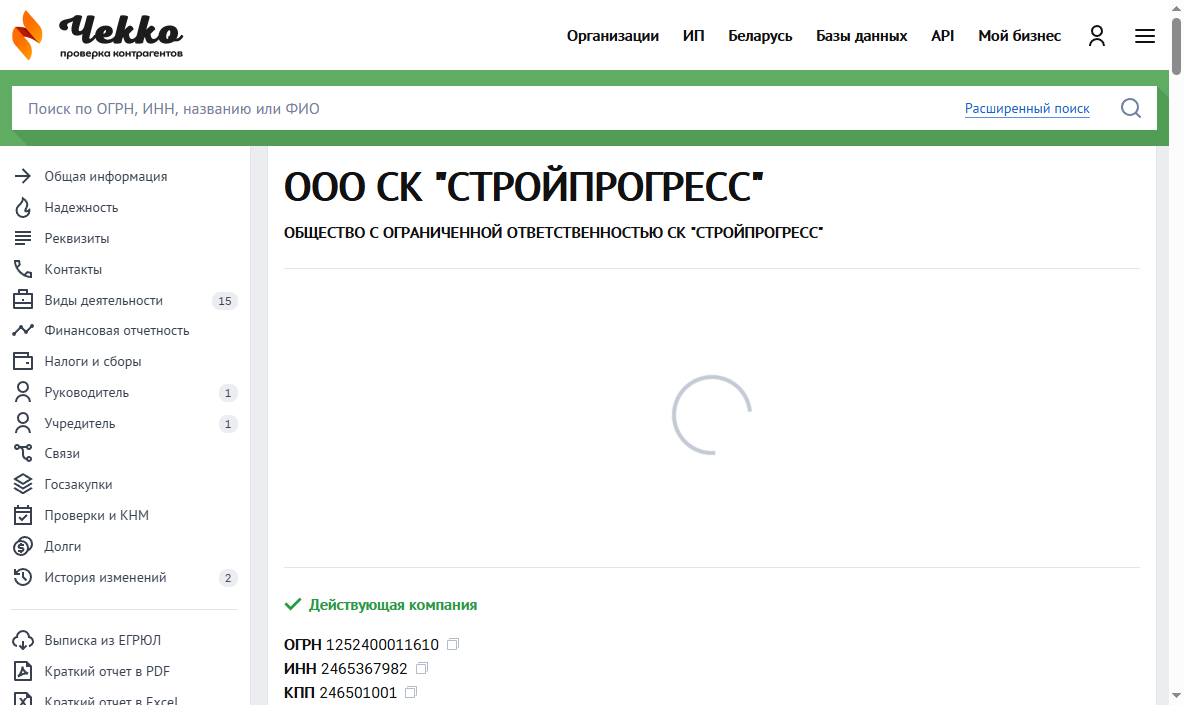 Чекко
проверка контрагентов
Организации
ИП
Беларусь
Базы данных
API
Мой бизнес
Поиск по ОГРН, ИНН, названию или ФИО
Расширенный поиск
Общая информация
Надежность
Реквизиты
Контакты
Виды деятельности 15
Финансовая отчетность
Налоги и сборы
Руководитель 1
Учредитель 1
Связи
Госзакупки
Проверки и КНМ
Долги
История изменений 2
Выписка из ЕГРЮЛ
Краткий отчет в PDF
Краткий отчет в Excel
ООО СК "СТРОЙПРОГРЕСС"
ОБЩЕСТВО С ОГРАНИЧЕННОЙ ОТВЕТСТВЕННОСТЬЮ СК "СТРОЙПРОГРЕСС"
Действующая компания
ОГРН 1252400011610
ИНН 2465367982
КПП 246501001